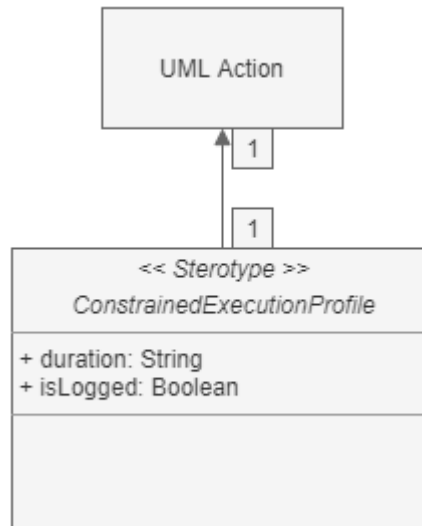 UML Action
1
1
<< Sterotype >>
ConstrainedExecutionProfile
+ duration: String
+ isLogged: Boolean